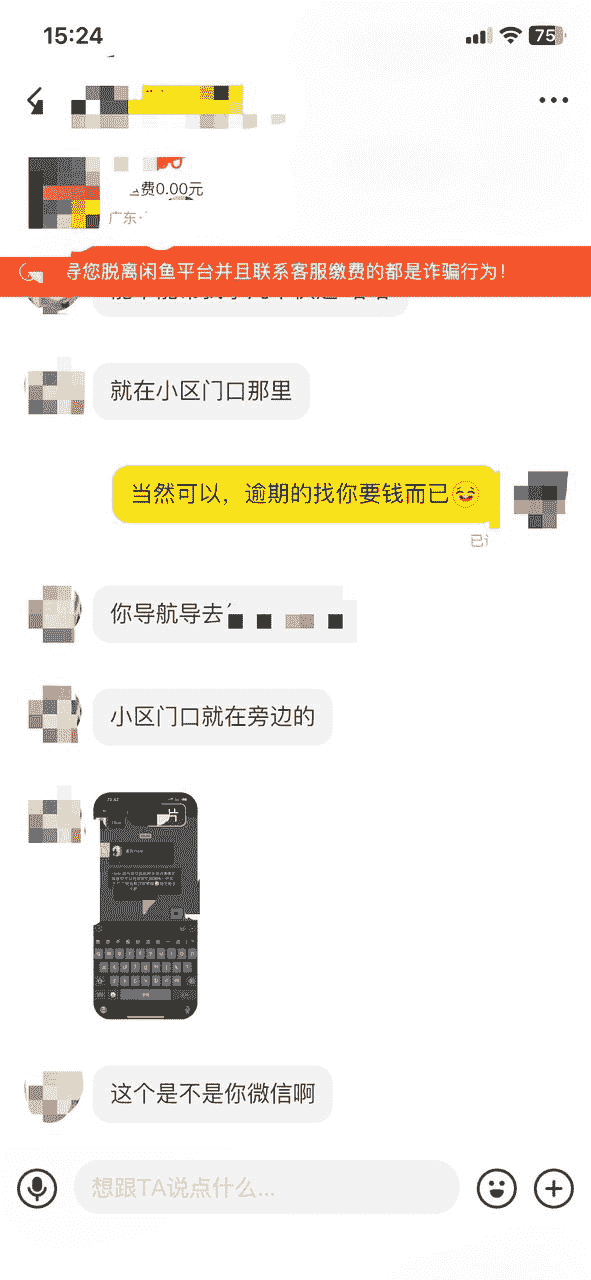 15:24
75
费0.00元
广东·
导您脱离闲鱼平台并且联系客服缴费的都是诈骗行为!
就在小区门口那里
当然可以，逾期的找你要钱而已😂
已
你导航导去
小区门口就在旁边的
片
这个是不是你微信啊
想跟TA说点什么...